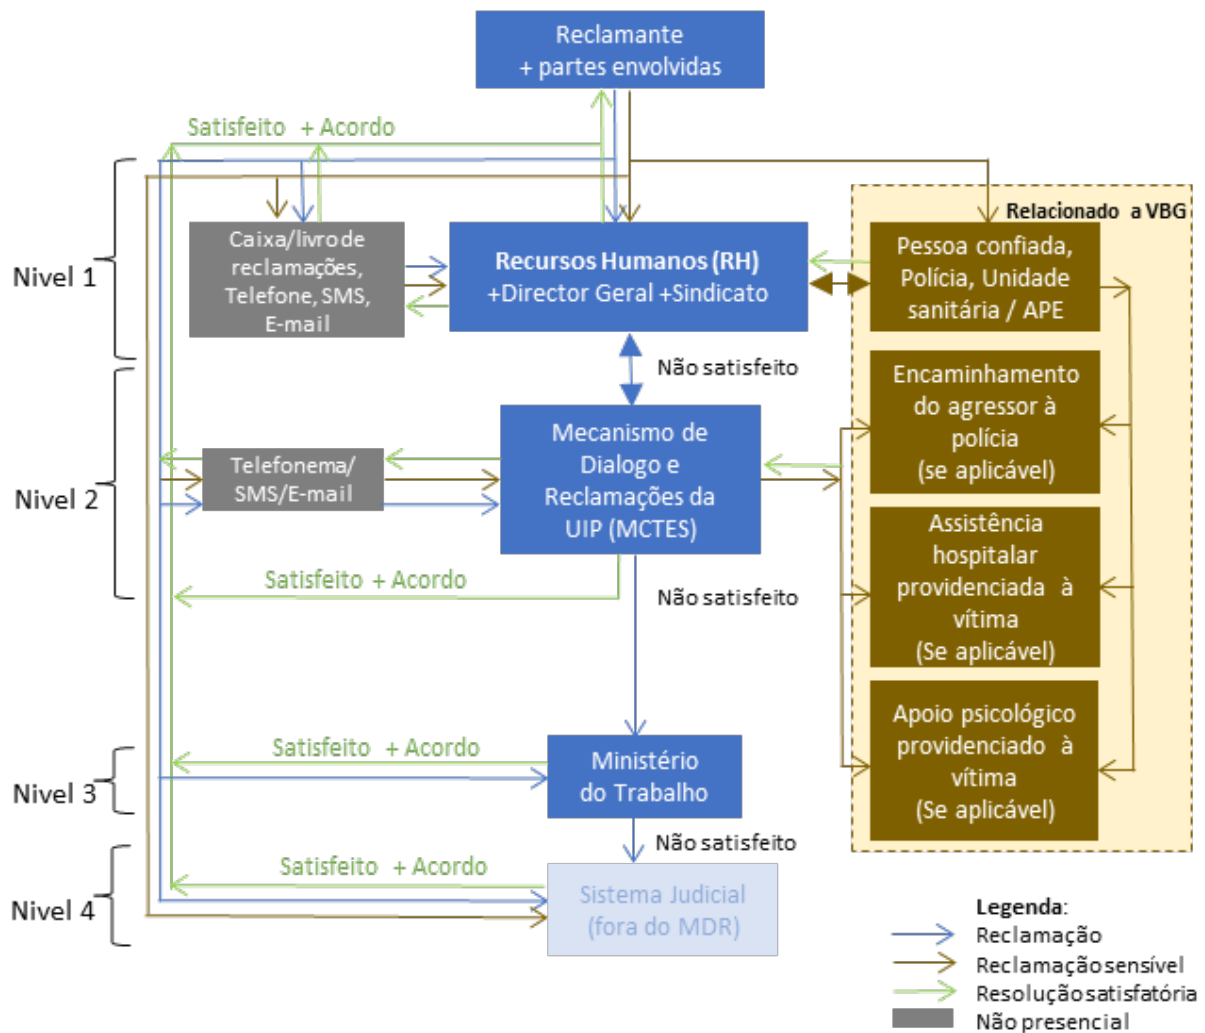 Reclamante
+ partes envolvidas
Satisfeito + Acordo
Nivel 1
Caixa/livro de
reclamações,
Telefone, SMS,
E-mail
Recursos Humanos (RH)
+Director Geral +Sindicato
Relacionado a VBG
Pessoa confiada,
Polícia, Unidade
sanitária / APE
Não satisfeito
Encaminhamento
do agressor à
polícia
(se aplicável)
Nivel 2
Telefonema/
SMS/E-mail
Mecanismo de
Dialogo e
Reclamações da
UIP (MCTES)
Assistência
hospitalar
providenciada à
vítima
(Se aplicável)
Satisfeito + Acordo
Não satisfeito
Apoio psicológico
providenciado à
vítima
(Se aplicável)
Nivel 3
Satisfeito + Acordo
Ministério
do Trabalho
Não satisfeito
Nivel 4
Satisfeito + Acordo
Sistema Judicial
(fora do MDR)
Legenda:
Reclamação
Reclamação sensível
Resolução satisfatória
Não presencial